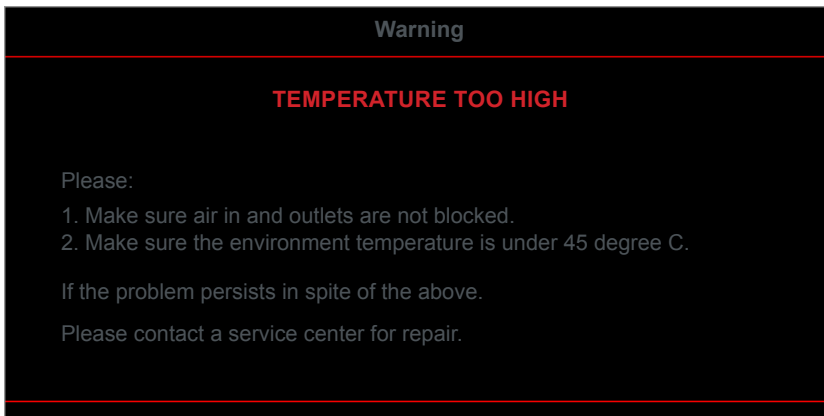 Warning
TEMPERATURE TOO HIGH
Please:
1. Make sure air in and outlets are not blocked.
2. Make sure the environment temperature is under 45 degree C.
If the problem persists in spite of the above.
Please contact a service center for repair.